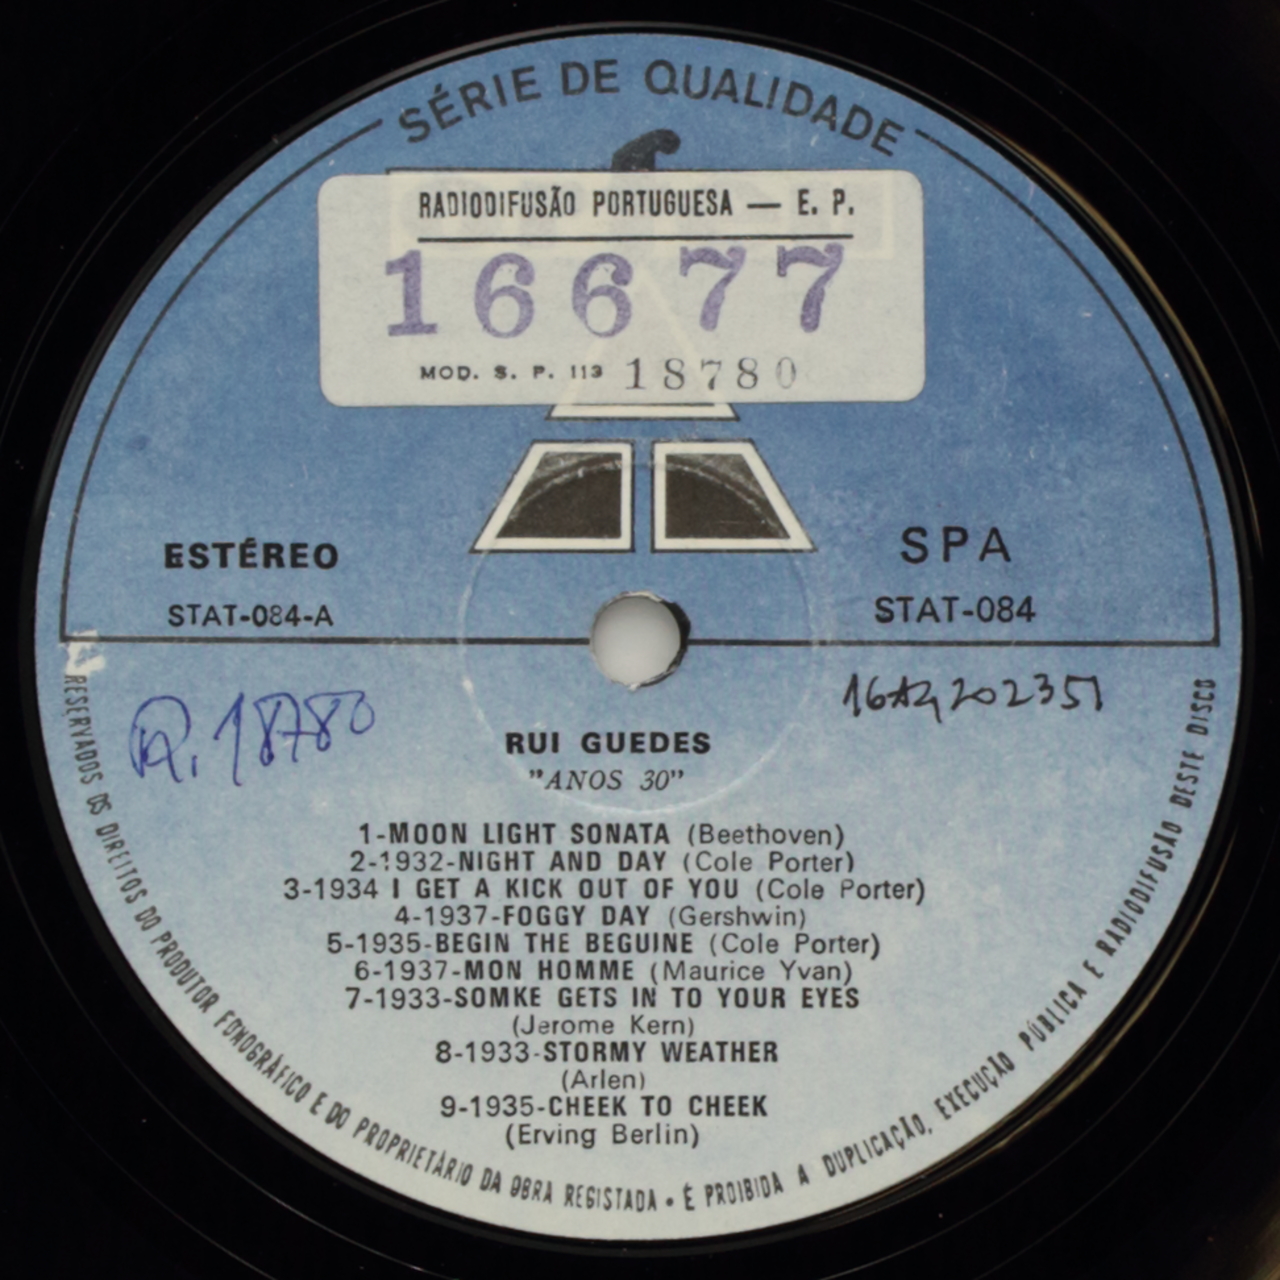 SÉRIE DE QUALIDADE
RADIODIFUSÃO PORTUGUESA — E. P.
16677
MOD. S. P. 113 18780
ESTÉREO
STAT-084-A
SPA
STAT-084
R. 18780
RUI GUEDES
"ANOS 30"
1-MOON LIGHT SONATA (Beethoven)
2-1932-NIGHT AND DAY (Cole Porter)
3-1934 I GET A KICK OUT OF YOU (Cole Porter)
4-1937-FOGGY DAY (Gershwin)
5-1935-BEGIN THE BEGUINE (Cole Porter)
6-1937-MON HOMME (Maurice Yvan)
7-1933-SOMKE GETS IN TO YOUR EYES
(Jerome Kern)
8-1933-STORMY WEATHER
(Arlen)
9-1935-CHEEK TO CHEEK
(Erving Berlin)
RESERVADOS OS DIREITOS DO PRODUTOR FONOGRÁFICO E DO PROPRIETÁRIO DA OBRA REGISTADA • É PROIBIDA A DUPLICAÇÃO, EXECUÇÃO PÚBLICA E RADIODIFUSÃO DESTE DISCO